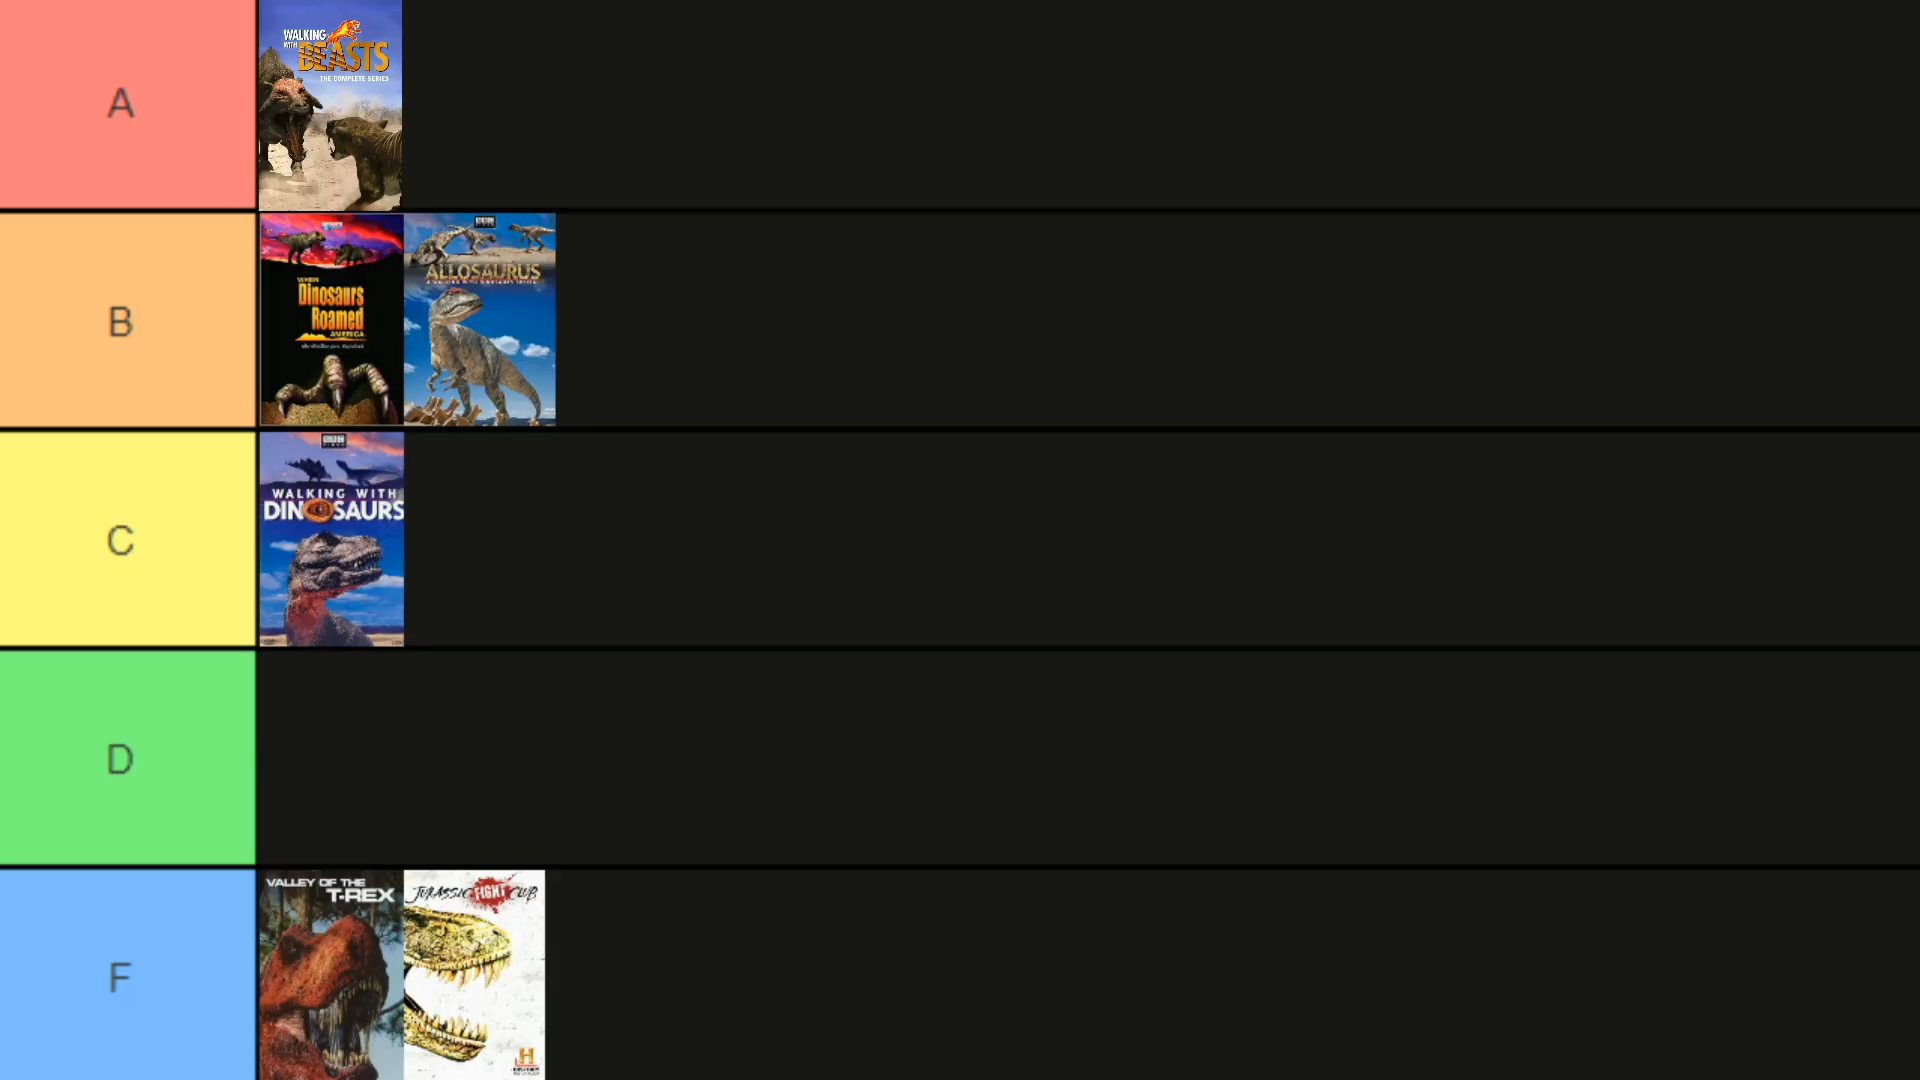 A
WALKING
WITH BEASTS
THE COMPLETE SERIES
B
WHEN
Dinosaurs
Roamed
AMERICA
ALLOSAURUS
C
WALKING WITH
DINOSAURS
D
F
VALLEY OF THE
T-REX
JURASSIC FIGHT CLUB
H
HISTORY